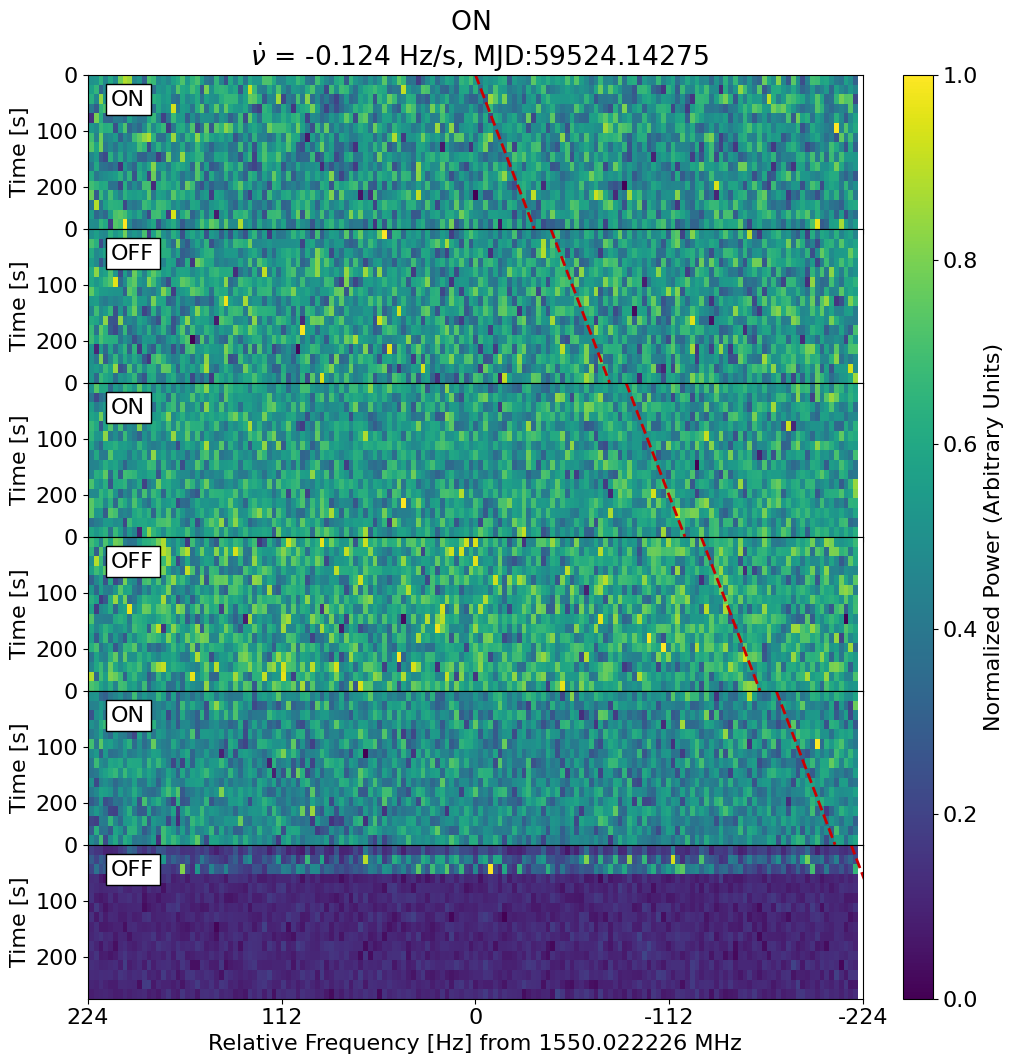 ON
ν̇ = -0.124 Hz/s, MJD:59524.14275
0
100
200
Time [s]
ON
0
100
200
Time [s]
OFF
0
100
200
Time [s]
ON
0
100
200
Time [s]
OFF
0
100
200
Time [s]
ON
0
100
200
Time [s]
OFF
224 112 0 -112 -224
Relative Frequency [Hz] from 1550.022226 MHz
1.0
0.8
0.6
0.4
0.2
0.0
Normalized Power (Arbitrary Units)